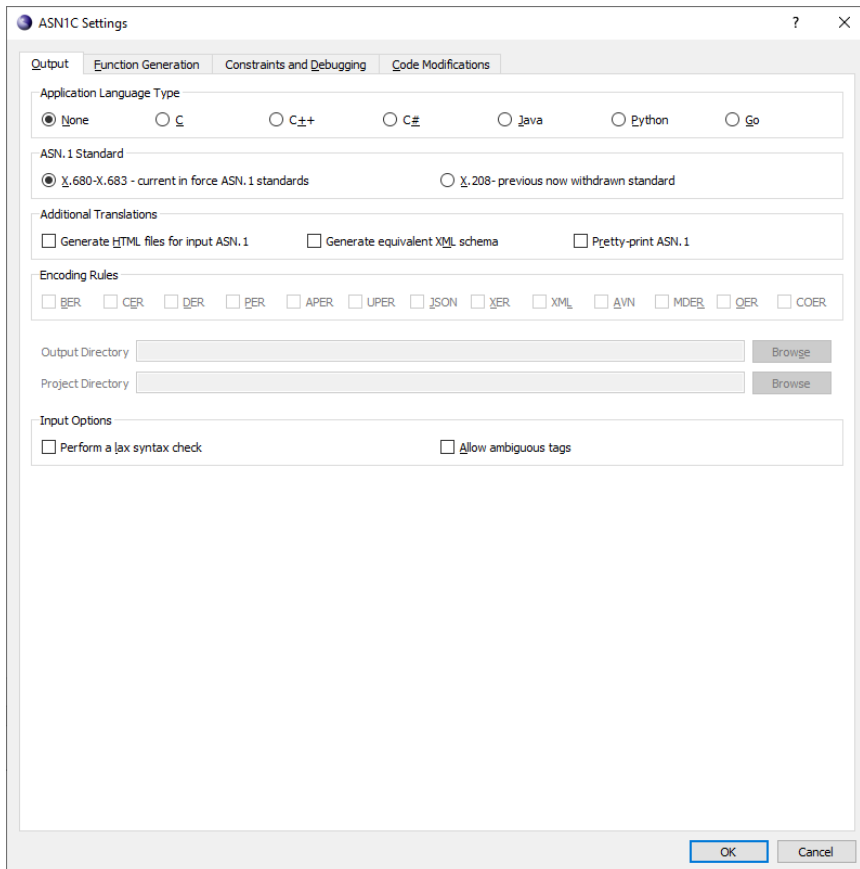 ASN1C Settings ?
Output Function Generation Constraints and Debugging Code Modifications
Application Language Type
None C C++ C# Java Python Go
ASN.1 Standard
X.680-X.683 - current in force ASN.1 standards X.208- previous now withdrawn standard
Additional Translations
Generate HTML files for input ASN.1 Generate equivalent XML schema Pretty-print ASN.1
Encoding Rules
BER CER DER PER APER UPER JSON XER XML AVN MDER OER COER
Output Directory Browse
Project Directory Browse
Input Options
Perform a lax syntax check Allow ambiguous tags
OK Cancel